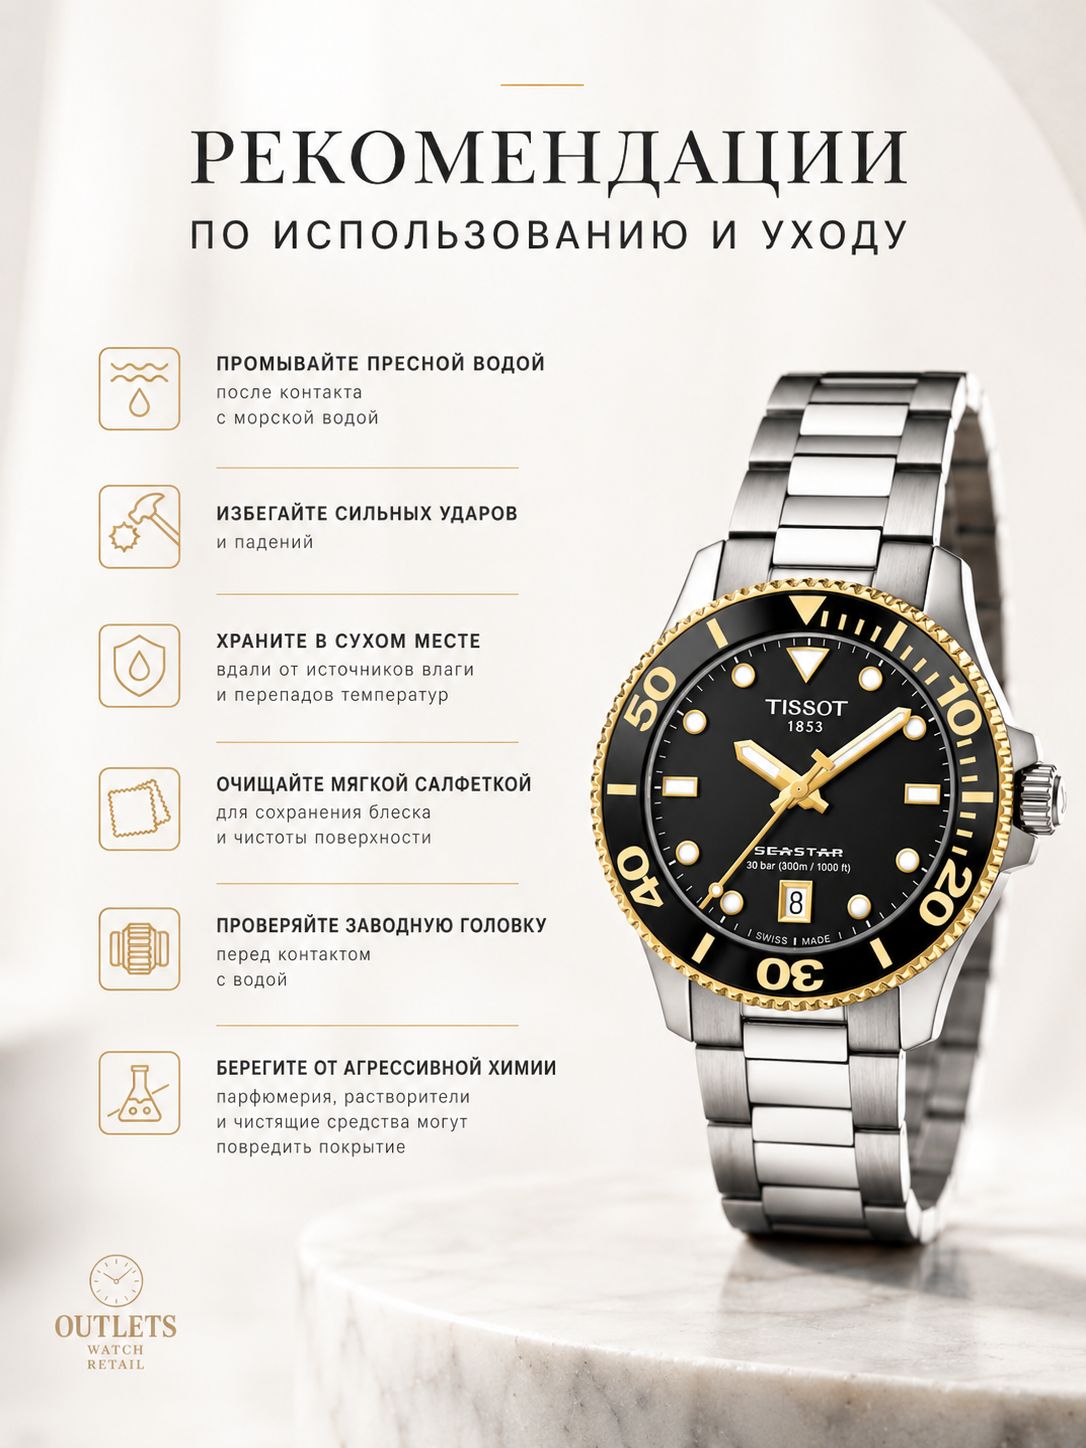 РЕКОМЕНДАЦИИ
ПО ИСПОЛЬЗОВАНИЮ И УХОДУ
ПРОМЫВАЙТЕ ПРЕСНОЙ ВОДОЙ
после контакта
с морской водой
ИЗБЕГАЙТЕ СИЛЬНЫХ УДАРОВ
и падений
ХРАНИТЕ В СУХОМ МЕСТЕ
вдали от источников влаги
и перепадов температур
ОЧИЩАЙТЕ МЯГКОЙ САЛФЕТКОЙ
для сохранения блеска
и чистоты поверхности
ПРОВЕРЯЙТЕ ЗАВОДНУЮ ГОЛОВКУ
перед контактом
с водой
БЕРЕГИТЕ ОТ АГРЕССИВНОЙ ХИМИИ
парфюмерия, растворители
и чистящие средства могут
повредить покрытие
50
10
20
30
40
TISSOT
1853
SEASTAR
30 bar (300m / 1000 ft)
8
SWISS MADE
OUTLETS
WATCH
RETAIL